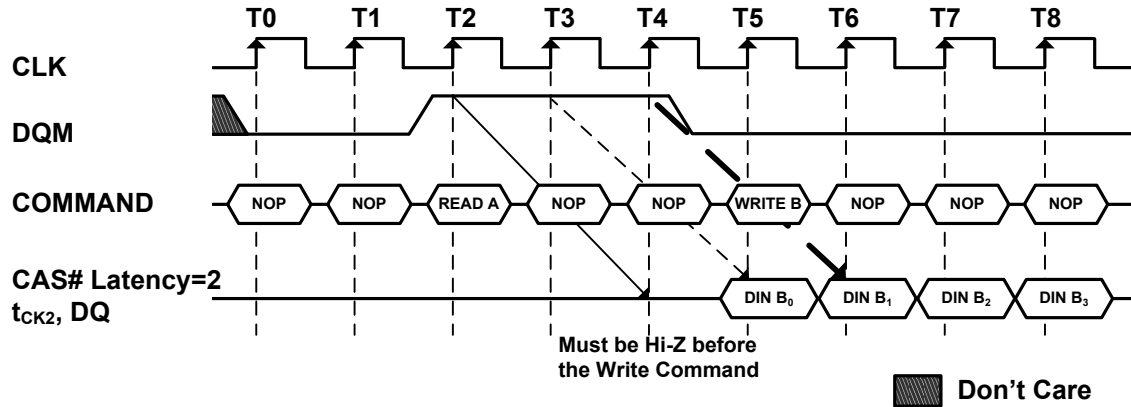 T0 T1 T2 T3 T4 T5 T6 T7 T8
CLK
DQM
COMMAND NOP NOP READ A NOP NOP WRITE B NOP NOP NOP
CAS# Latency=2
tCK2, DQ DIN B0 DIN B1 DIN B2 DIN B3
Must be Hi-Z before
the Write Command
Don't Care